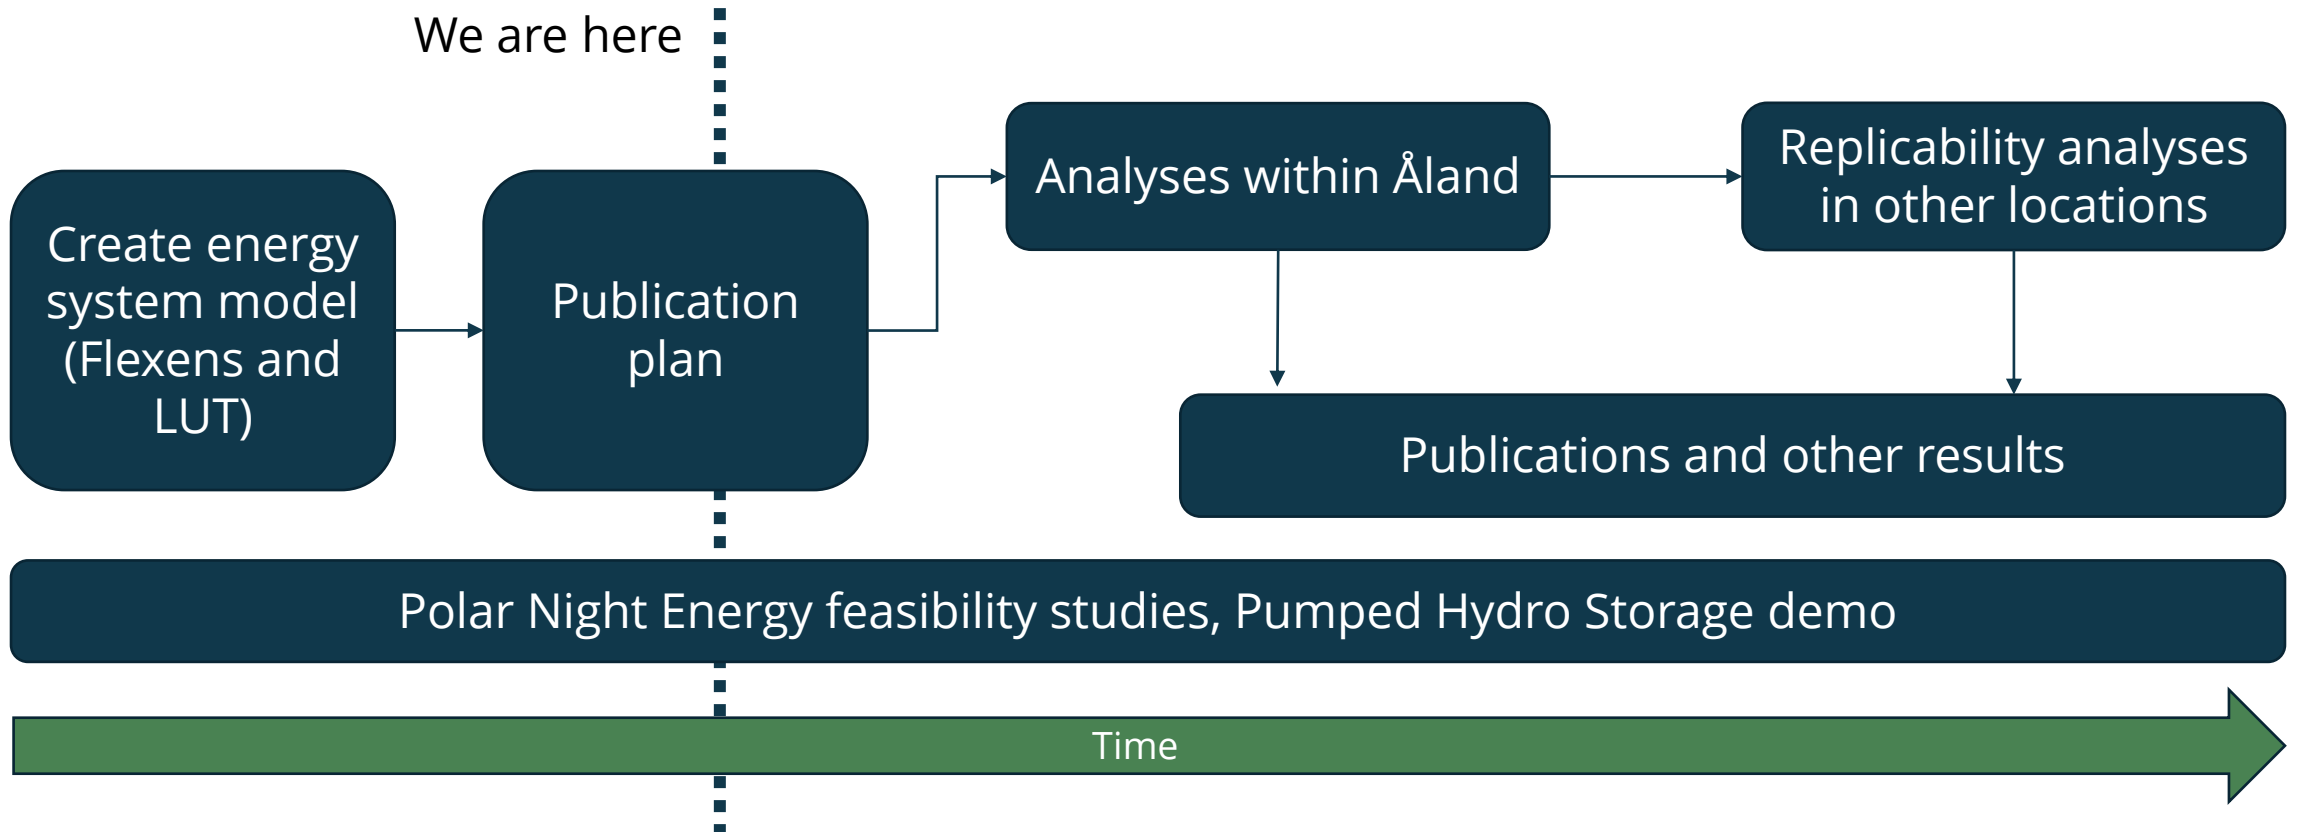 We are here
Create energy
system model
(Flexens and
LUT)
Publication
plan
Analyses within Åland
Replicability analyses
in other locations
Publications and other results
Polar Night Energy feasibility studies, Pumped Hydro Storage demo
Time